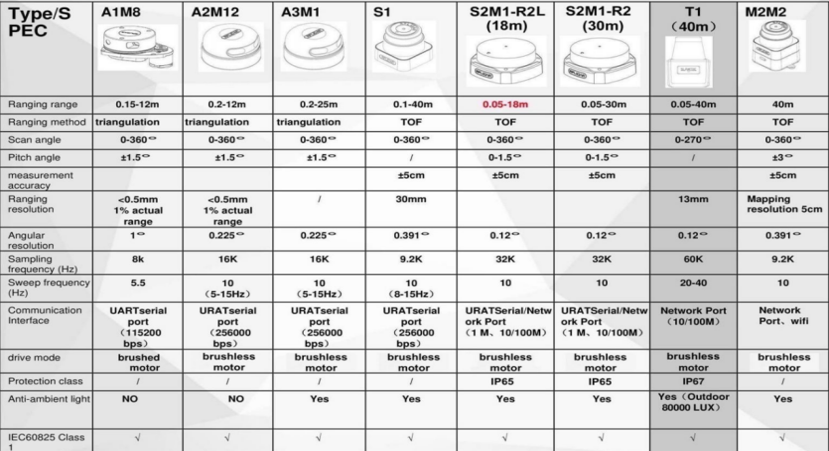 Type/S PEC A1M8 A2M12 A3M1 S1 S2M1-R2L (18m) S2M1-R2 (30m) T1 （40m） M2M2
Ranging range 0.15-12m 0.2-12m 0.2-25m 0.1-40m 0.05-18m 0.05-30m 0.05-40m 40m
Ranging method triangulation triangulation triangulation TOF TOF TOF TOF TOF
Scan angle 0-360° 0-360° 0-360° 0-360° 0-360° 0-360° 0-270° 0-360°
Pitch angle ±1.5° ±1.5° ±1.5° / 0-1.5° 0-1.5° / ±3°
measurement accuracy ±5cm ±5cm ±5cm ±5cm
Ranging resolution <0.5mm 1% actual range <0.5mm 1% actual range / 30mm 13mm Mapping resolution 5cm
Angular resolution 1° 0.225° 0.225° 0.391° 0.12° 0.12° 0.12° 0.391°
Sampling frequency (Hz) 8k 16K 16K 9.2K 32K 32K 60K 9.2K
Sweep frequency (Hz) 5.5 10 （5-15Hz） 10 （5-15Hz） 10 （8-15Hz） 10 10 20-40 10
Communication Interface UARTserial port （115200 bps） URATserial port （256000 bps） URATserial port （256000 bps） URATserial port （256000 bps） URATSerial/Netw ork Port （1 M、10/100M） URATSerial/Netw ork Port （1 M、10/100M） Network Port （10/100M） Network Port、wifi
drive mode brushed motor brushless motor brushless motor brushless motor brushless motor brushless motor brushless motor brushless motor
Protection class / / / / IP65 IP65 IP67 /
Anti-ambient light NO NO Yes Yes Yes Yes Yes（Outdoor 80000 LUX） Yes
IEC60825 Class 1 √ √ √ √ √ √ √ √